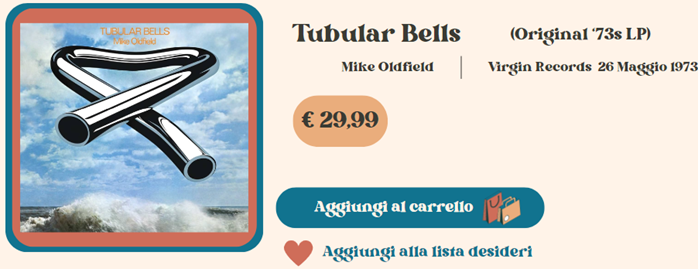 TUBULAR BELLS
Mike Oldfield
Tubular Bells (Original '73s LP)
Mike Oldfield | Virgin Records 26 Maggio 1973
€ 29,99
Aggiungi al carrello
Aggiungi alla lista desideri